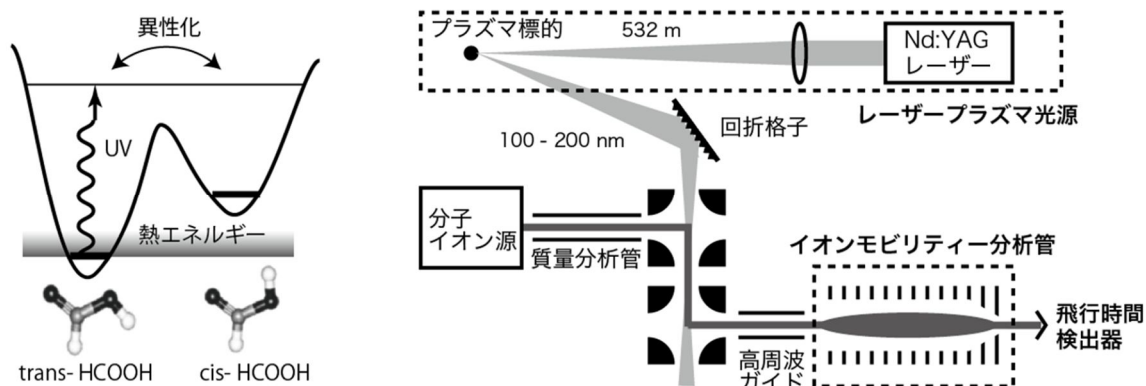 異性化
UV
熱エネルギー
trans- HCOOH
cis- HCOOH
プラズマ標的
532 m
Nd:YAG
レーザー
レーザープラズマ光源
100 - 200 nm
回折格子
分子
イオン源
質量分析管
イオンモビリティー分析管
高周波
ガイド
飛行時間
検出器